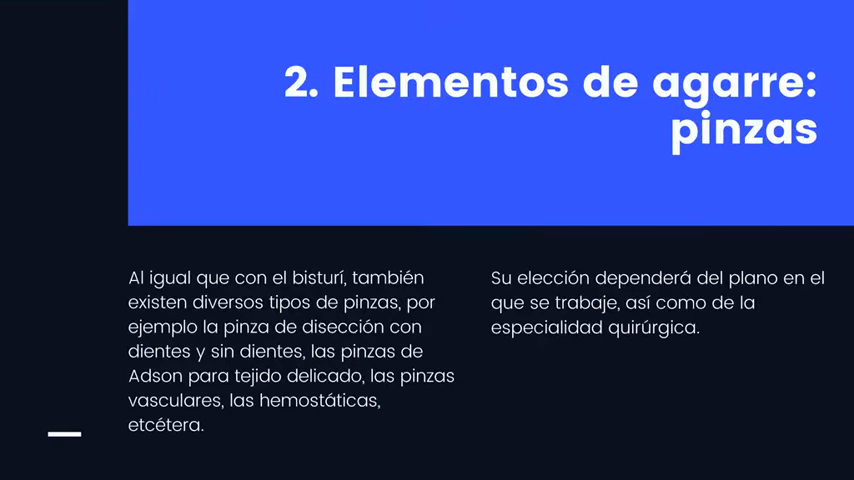 2. Elementos de agarre:
pinzas
Al igual que con el bisturí, también
existen diversos tipos de pinzas, por
ejemplo la pinza de disección con
dientes y sin dientes, las pinzas de
Adson para tejido delicado, las pinzas
vasculares, las hemostáticas,
etcétera.
Su elección dependerá del plano en el
que se trabaje, así como de la
especialidad quirúrgica.